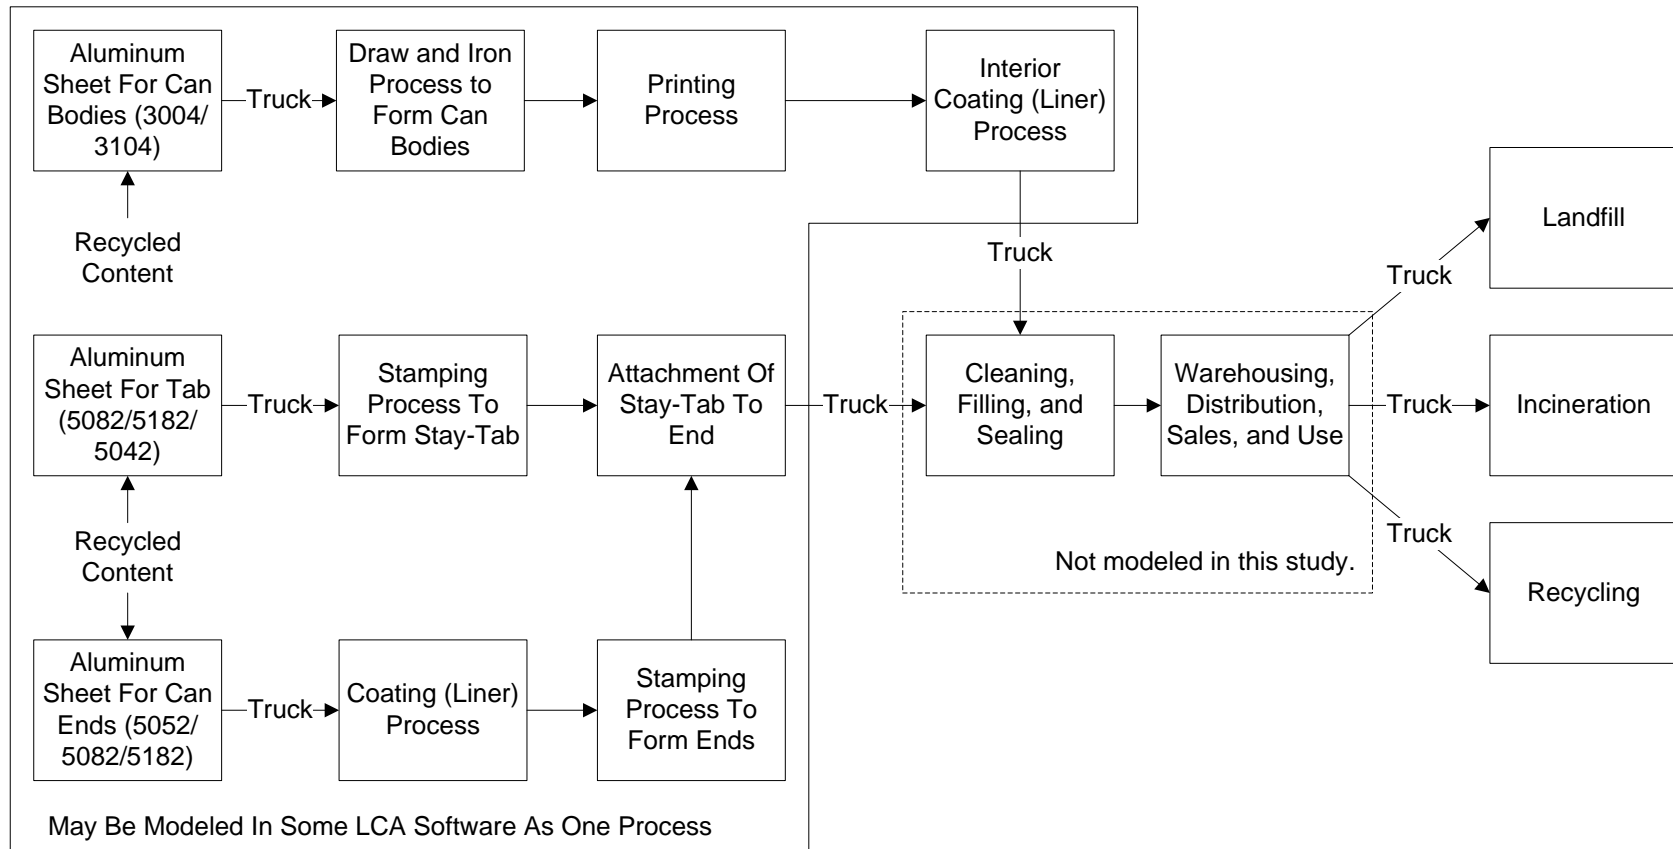 Aluminum
Sheet For Can
Bodies (3004/
3104)
Truck
Draw and Iron
Process to
Form Can
Bodies
Printing
Process
Interior
Coating (Liner)
Process
Recycled
Content
Truck
Landfill
Truck
Aluminum
Sheet For Tab
(5082/5182/
5042)
Truck
Stamping
Process To
Form Stay-Tab
Attachment Of
Stay-Tab To
End
Truck
Cleaning,
Filling, and
Sealing
Warehousing,
Distribution,
Sales, and Use
Truck
Incineration
Recycled
Content
Truck
Not modeled in this study.
Recycling
Aluminum
Sheet For Can
Ends (5052/
5082/5182)
Truck
Coating (Liner)
Process
Stamping
Process To
Form Ends
May Be Modeled In Some LCA Software As One Process